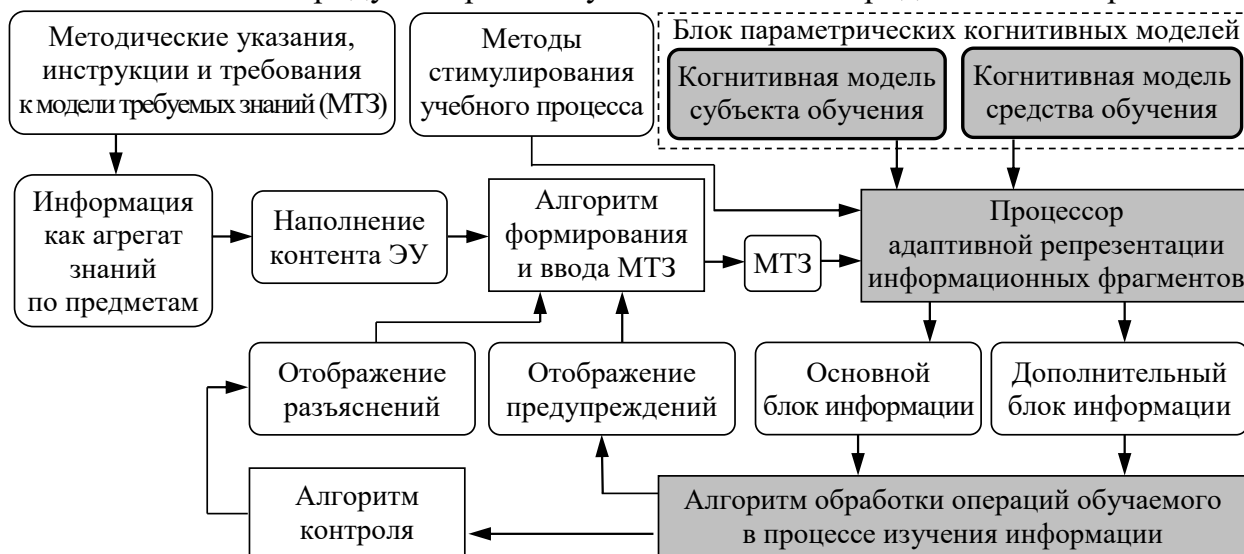 Методические указания,
инструкции и требования
к модели требуемых знаний (МТЗ)
Методы
стимулирования
учебного процесса
Блок параметрических когнитивных моделей
Когнитивная модель
субъекта обучения
Когнитивная модель
средства обучения
Информация
как агрегат
знаний
по предметам
Наполнение
контента ЭУ
Алгоритм
формирования
и ввода МТЗ
МТЗ
Процессор
адаптивной репрезентации
информационных фрагментов
Отображение
разъяснений
Отображение
предупреждений
Основной
блок информации
Дополнительный
блок информации
Алгоритм
контроля
Алгоритм обработки операций обучаемого
в процессе изучения информации